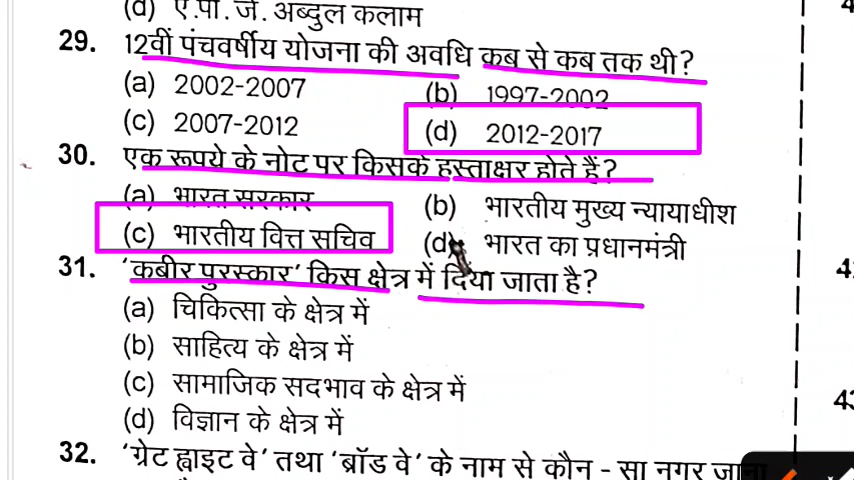 (d) ए.पी.जे. अब्दुल कलाम
29. 12वीं पंचवर्षीय योजना की अवधि कब से कब तक थी?
(a) 2002-2007 (b) 1997-2002
(c) 2007-2012 (d) 2012-2017
30. एक रूपये के नोट पर किसके हस्ताक्षर होते हैं?
(a) भारत सरकार (b) भारतीय मुख्य न्यायाधीश
(c) भारतीय वित्त सचिव (d) भारत का प्रधानमंत्री
31. 'कबीर पुरस्कार' किस क्षेत्र में दिया जाता है?
(a) चिकित्सा के क्षेत्र में
(b) साहित्य के क्षेत्र में
(c) सामाजिक सदभाव के क्षेत्र में
(d) विज्ञान के क्षेत्र में
32. 'ग्रेट ह्वाइट वे' तथा 'ब्रॉड वे' के नाम से कौन - सा नगर जाना